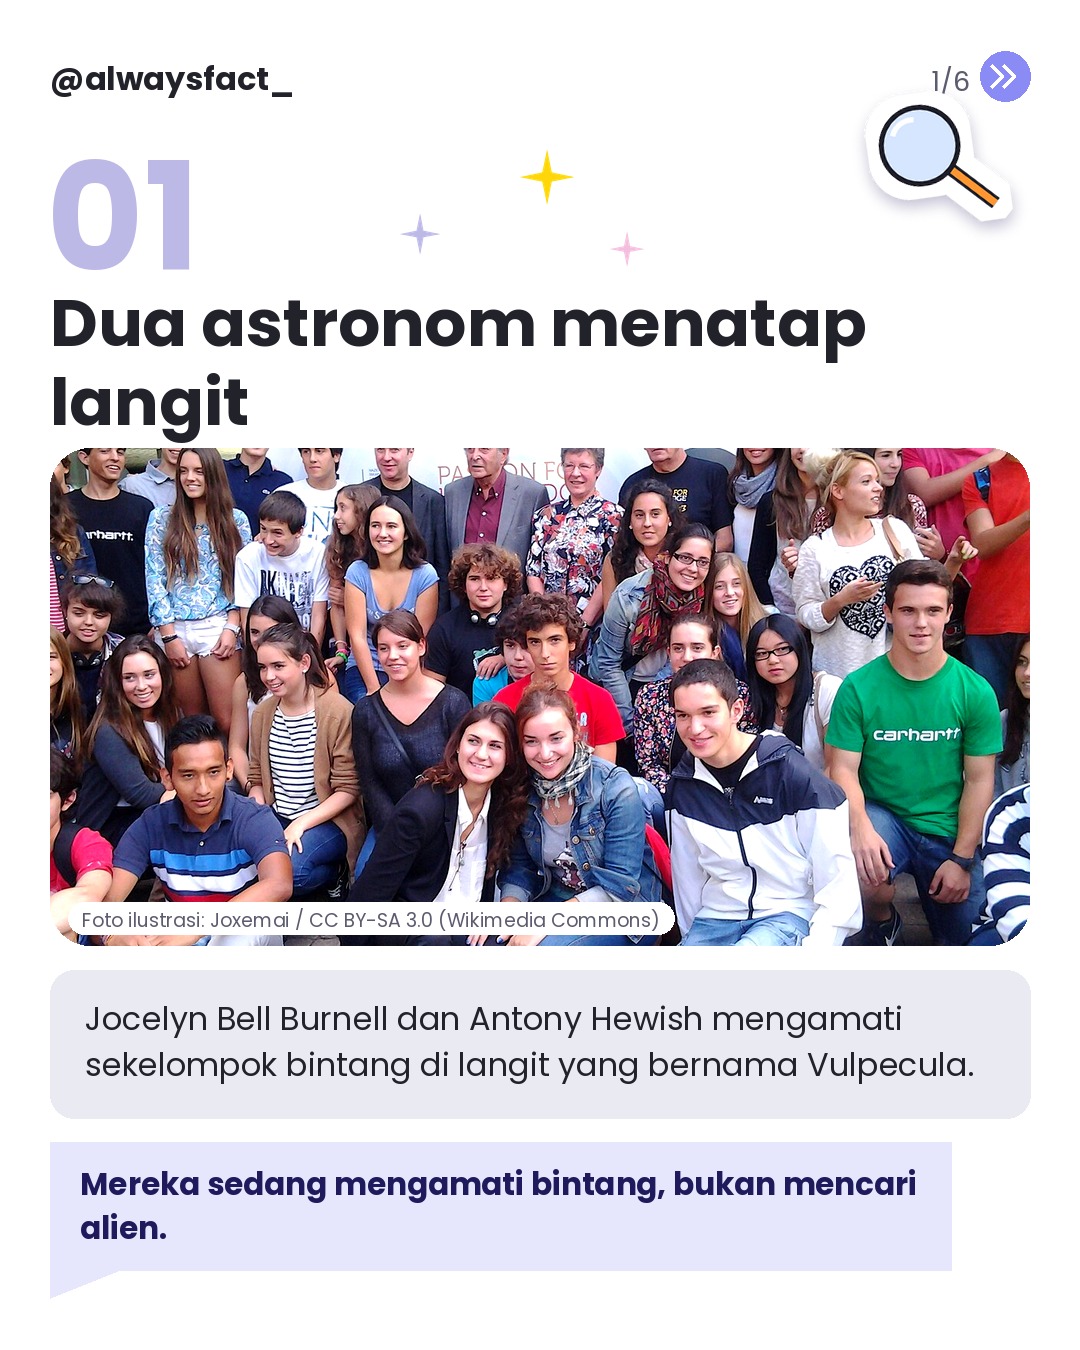 @alwaysfact_
1/6
01
Dua astronom menatap
langit
carhartt
Foto ilustrasi: Joxemai / CC BY-SA 3.0 (Wikimedia Commons)
Jocelyn Bell Burnell dan Antony Hewish mengamati
sekelompok bintang di langit yang bernama Vulpecula.
Mereka sedang mengamati bintang, bukan mencari
alien.